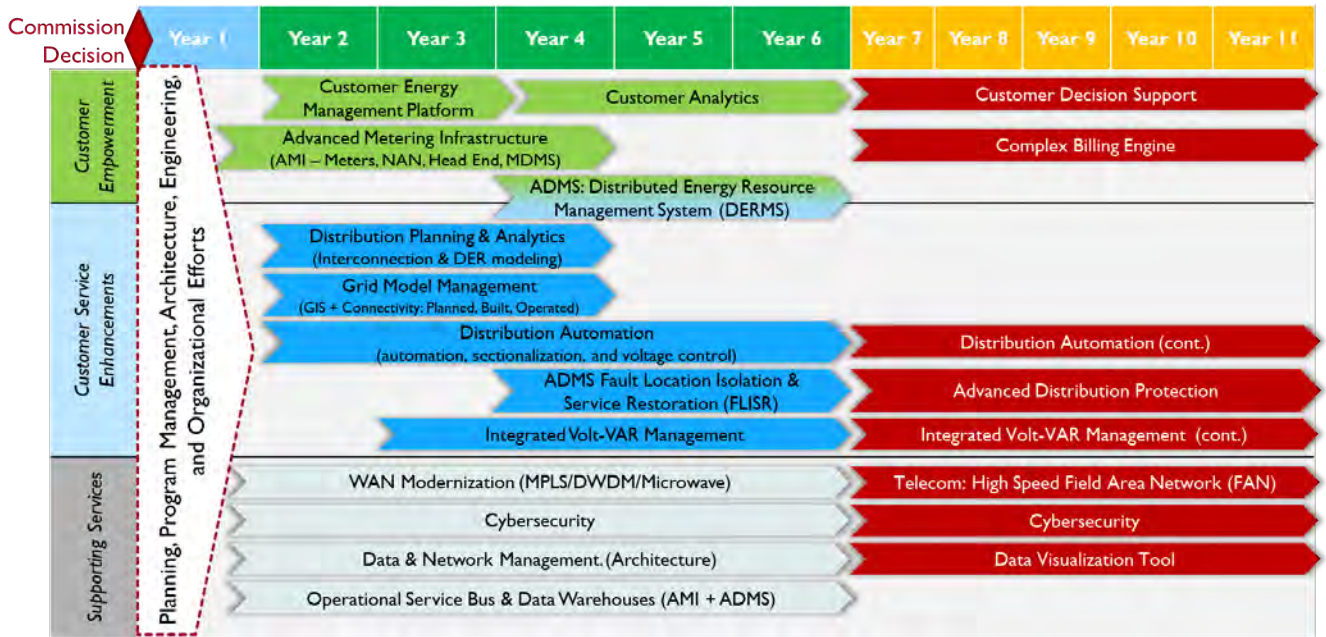 Commission
Decision
Year 1
Year 2
Year 3
Year 4
Year 5
Year 6
Year 7
Year 8
Year 9
Year 10
Year 11
Customer
Empowerment
Planning, Program Management, Architecture, Engineering,
and Organizational Efforts
Customer Energy
Management Platform
Customer Analytics
Customer Decision Support
Advanced Metering Infrastructure
(AMI – Meters, NAN, Head End, MDMS)
Complex Billing Engine
ADMS: Distributed Energy Resource
Management System (DERMS)
Customer Service
Enhancements
Distribution Planning & Analytics
(Interconnection & DER modeling)
Grid Model Management
(GIS + Connectivity: Planned, Built, Operated)
Distribution Automation
(automation, sectionalization, and voltage control)
Distribution Automation (cont.)
ADMS Fault Location Isolation &
Service Restoration (FLISR)
Advanced Distribution Protection
Integrated Volt-VAR Management
Integrated Volt-VAR Management (cont.)
Supporting Services
WAN Modernization (MPLS/DWDM/Microwave)
Telecom: High Speed Field Area Network (FAN)
Cybersecurity
Cybersecurity
Data & Network Management. (Architecture)
Data Visualization Tool
Operational Service Bus & Data Warehouses (AMI + ADMS)